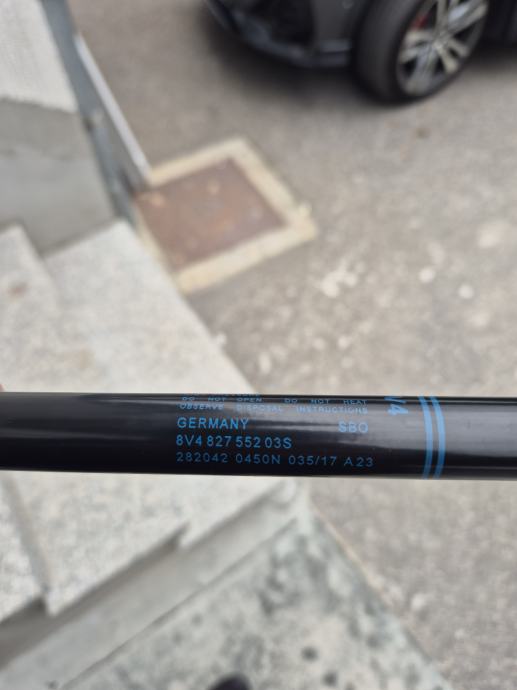 DO NOT OPEN DO NOT HEAT
OBSERVE DISPOSAL INSTRUCTIONS
GERMANY SBO
8V4 827 552 03S
282042 0450N 035/17 A23
V4